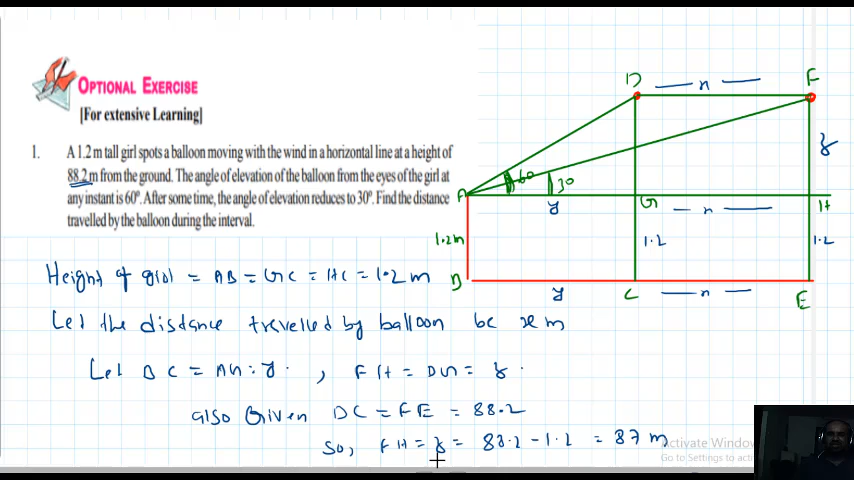 OPTIONAL EXERCISE
[For extensive Learning]
1. A 1.2 m tall girl spots a balloon moving with the wind in a horizontal line at a height of
88.2 m from the ground. The angle of elevation of the balloon from the eyes of the girl at
any instant is 60°. After some time, the angle of elevation reduces to 30°. Find the distance
travelled by the balloon during the interval.
D x F
z
A 60 30
y G x H
1.2m 1.2 1.2
B y C x E
Height of girl = AB = GC = HC = 1.2 m
Let the distance travelled by balloon be x m
Let BC = AG = y , FH = DG = z
also Given DC = FE = 88.2
So, FH = z = 88.2 - 1.2 = 87 m
Activate Window
Go to Settings to activ